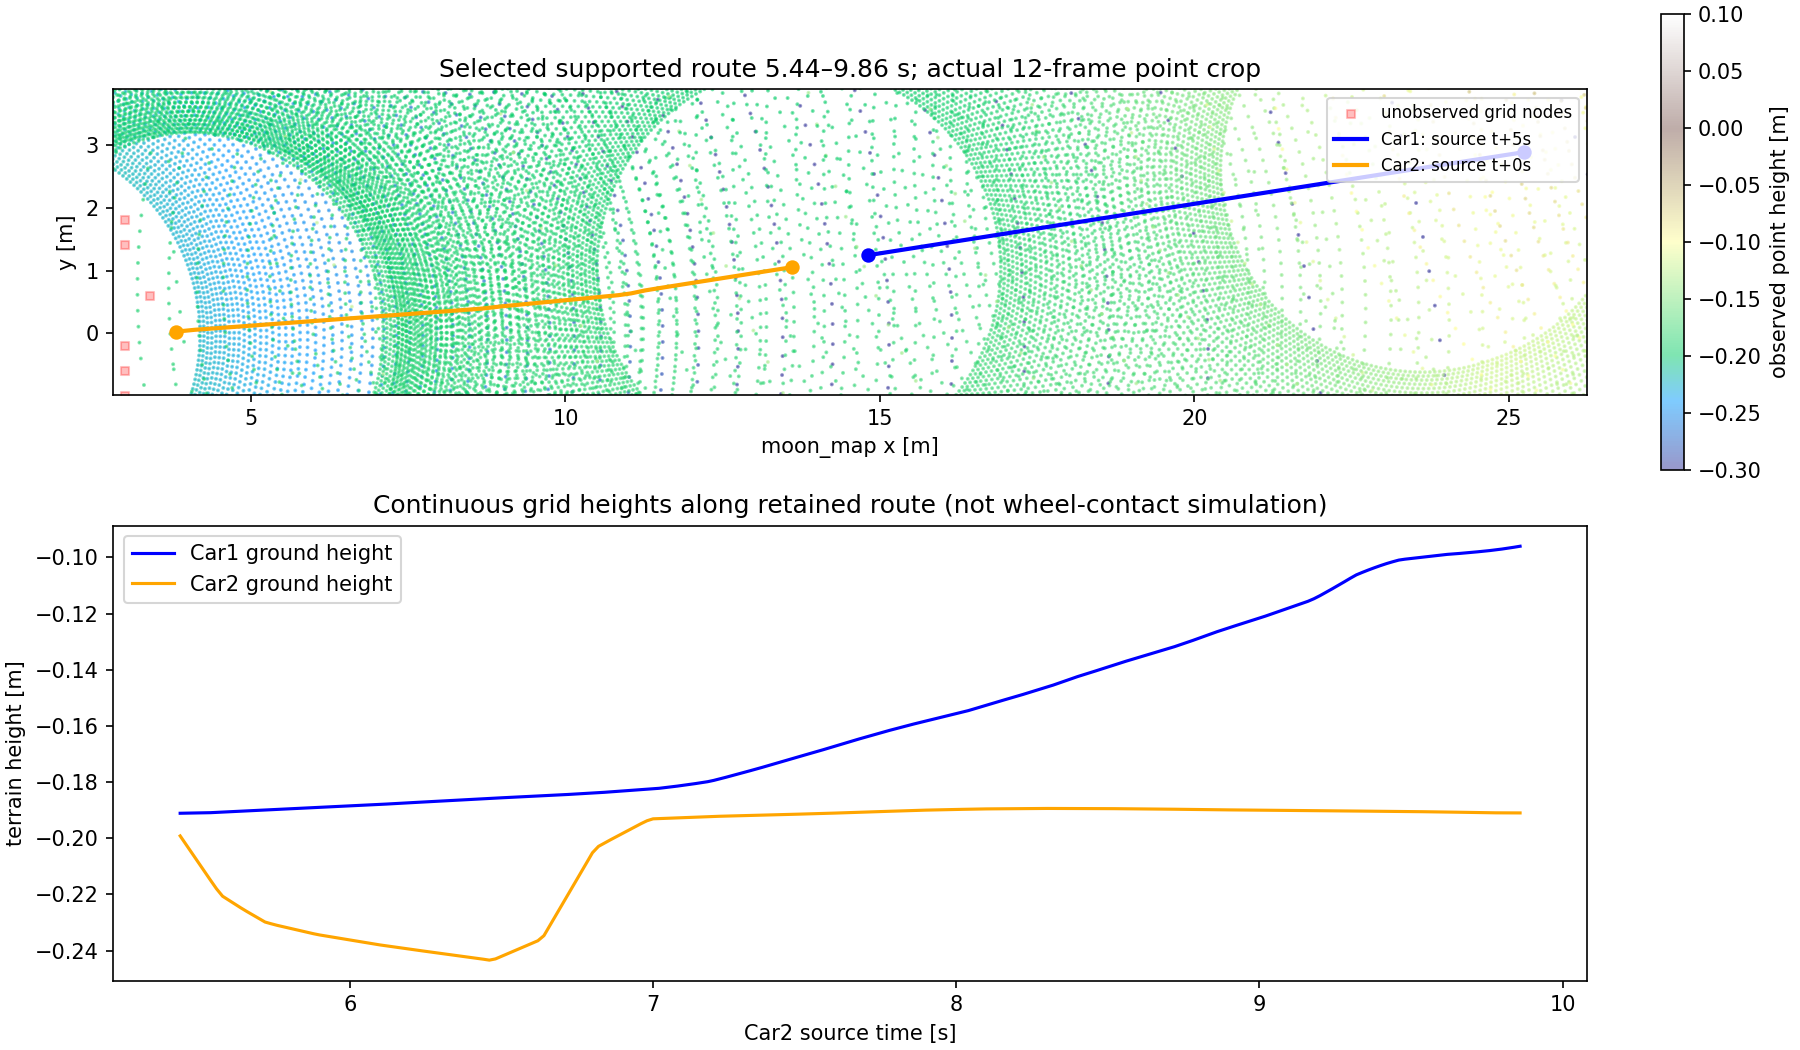 Selected supported route 5.44–9.86 s; actual 12-frame point crop
unobserved grid nodes
Car1: source t+5s
Car2: source t+0s
3
2
1
0
y [m]
5
10
15
20
25
moon_map x [m]
0.10
0.05
0.00
−0.05
−0.10
−0.15
−0.20
−0.25
−0.30
observed point height [m]
Continuous grid heights along retained route (not wheel-contact simulation)
Car1 ground height
Car2 ground height
−0.10
−0.12
−0.14
−0.16
−0.18
−0.20
−0.22
−0.24
terrain height [m]
6
7
8
9
10
Car2 source time [s]